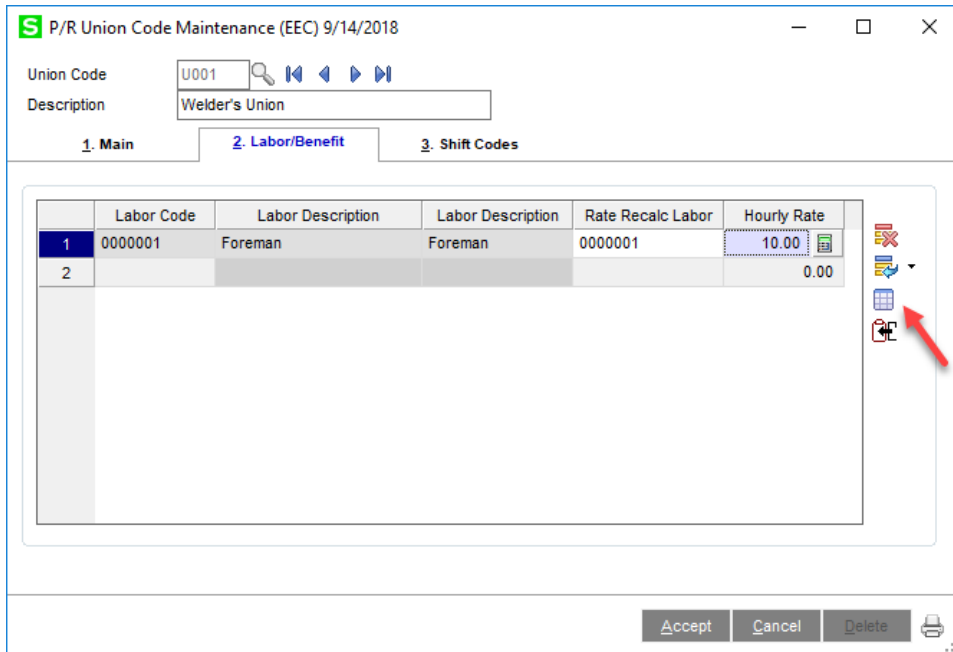 S P/R Union Code Maintenance (EEC) 9/14/2018
Union Code U001
Description Welder's Union
1. Main 2. Labor/Benefit 3. Shift Codes
Labor Code Labor Description Labor Description Rate Recalc Labor Hourly Rate
1 0000001 Foreman Foreman 0000001 10.00
2 0.00
Accept Cancel Delete